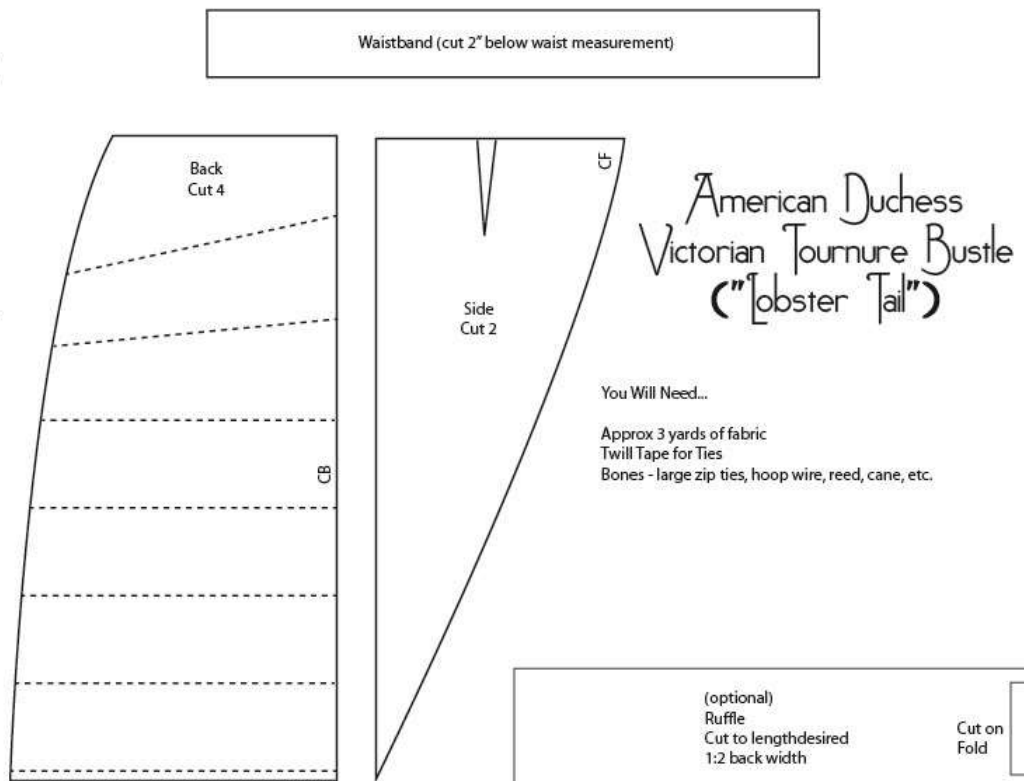 Waistband (cut 2" below waist measurement)
Back
Cut 4
CB
CF
Side
Cut 2
American Duchess
Victorian Tournure Bustle
("Lobster Tail")
You Will Need...
Approx 3 yards of fabric
Twill Tape for Ties
Bones - large zip ties, hoop wire, reed, cane, etc.
(optional)
Ruffle
Cut to lengthdesired
1:2 back width
Cut on
Fold